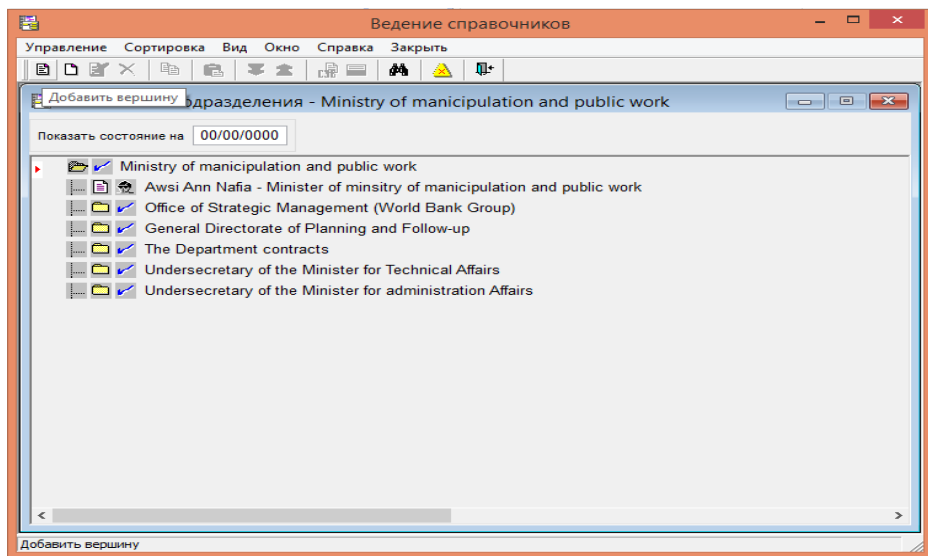 Ведение справочников
Управление Сортировка Вид Окно Справка Закрыть
Добавить вершину
дразделения - Ministry of manicipulation and public work
Показать состояние на 00/00/0000
Ministry of manicipulation and public work
Awsi Ann Nafia - Minister of minsitry of manicipulation and public work
Office of Strategic Management (World Bank Group)
General Directorate of Planning and Follow-up
The Department contracts
Undersecretary of the Minister for Technical Affairs
Undersecretary of the Minister for administration Affairs
Добавить вершину